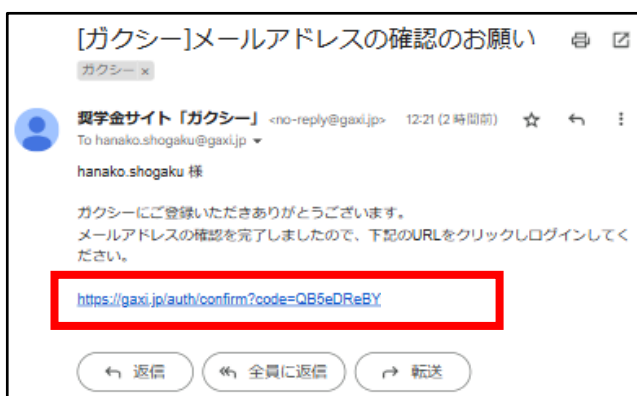 [ガクシー]メールアドレスの確認のお願い
ガクシー ×
奨学金サイト「ガクシー」 <no-reply@gaxi.jp> 12:21 (2 時間前)
To hanako.shogaku@gaxi.jp
hanako.shogaku 様
ガクシーにご登録いただきありがとうございます。
メールアドレスの確認を完了しましたので、下記のURLをクリックしログインしてく
ださい。
https://gaxi.jp/auth/confirm?code=QB5eDReBY
返信 全員に返信 転送